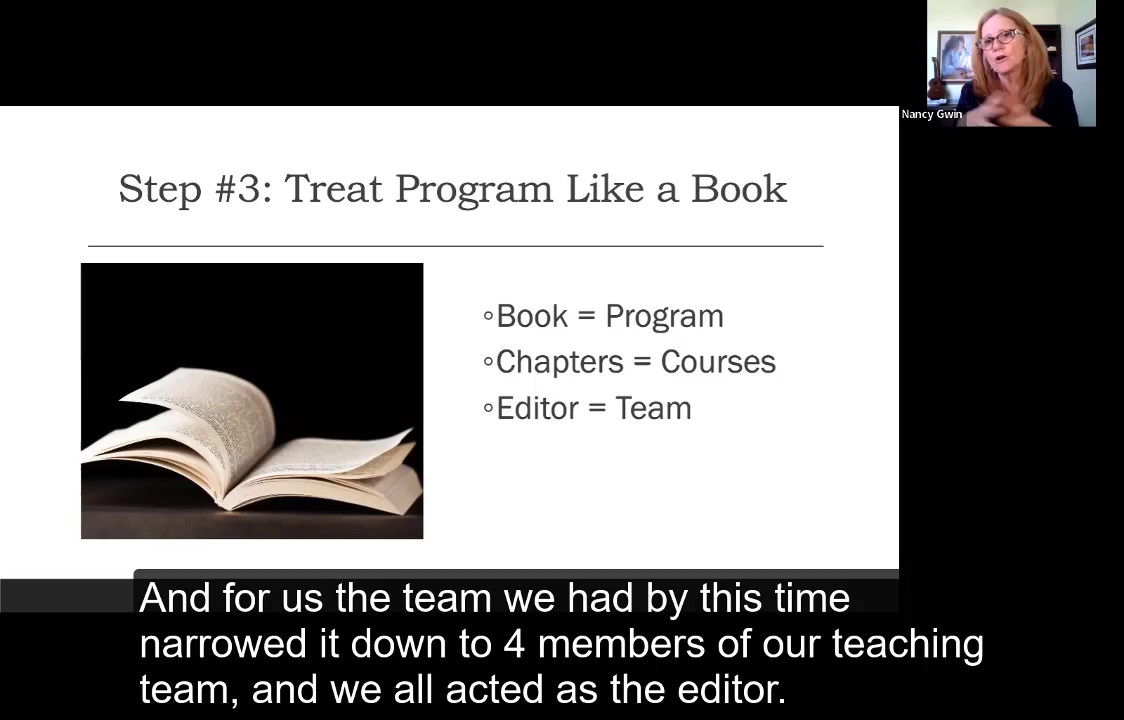 Nancy Gwin
Step #3: Treat Program Like a Book
◦Book = Program
◦Chapters = Courses
◦Editor = Team
And for us the team we had by this time
narrowed it down to 4 members of our teaching
team, and we all acted as the editor.